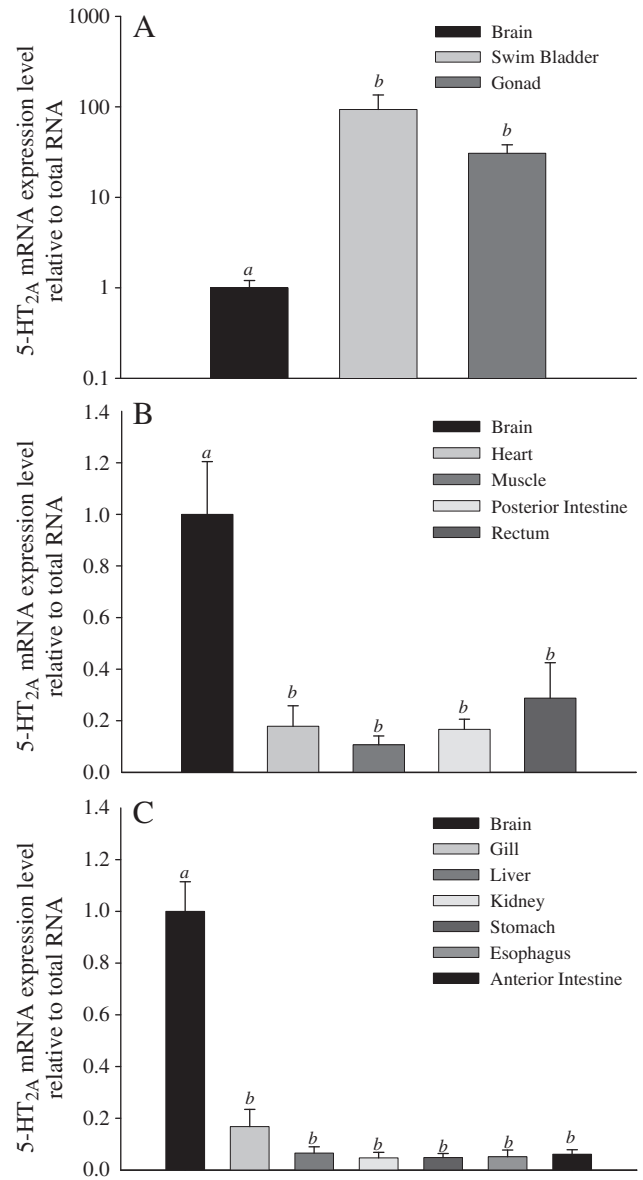 A
1000
100
10
1
0.1
5-HT2A mRNA expression level
relative to total RNA
Brain
Swim Bladder
Gonad
a
b
b
B
1.4
1.2
1.0
0.8
0.6
0.4
0.2
0.0
5-HT2A mRNA expression level
relative to total RNA
Brain
Heart
Muscle
Posterior Intestine
Rectum
a
b
b
b
b
C
1.4
1.2
1.0
0.8
0.6
0.4
0.2
0.0
5-HT2A mRNA expression level
relative to total RNA
Brain
Gill
Liver
Kidney
Stomach
Esophagus
Anterior Intestine
a
b
b
b
b
b
b